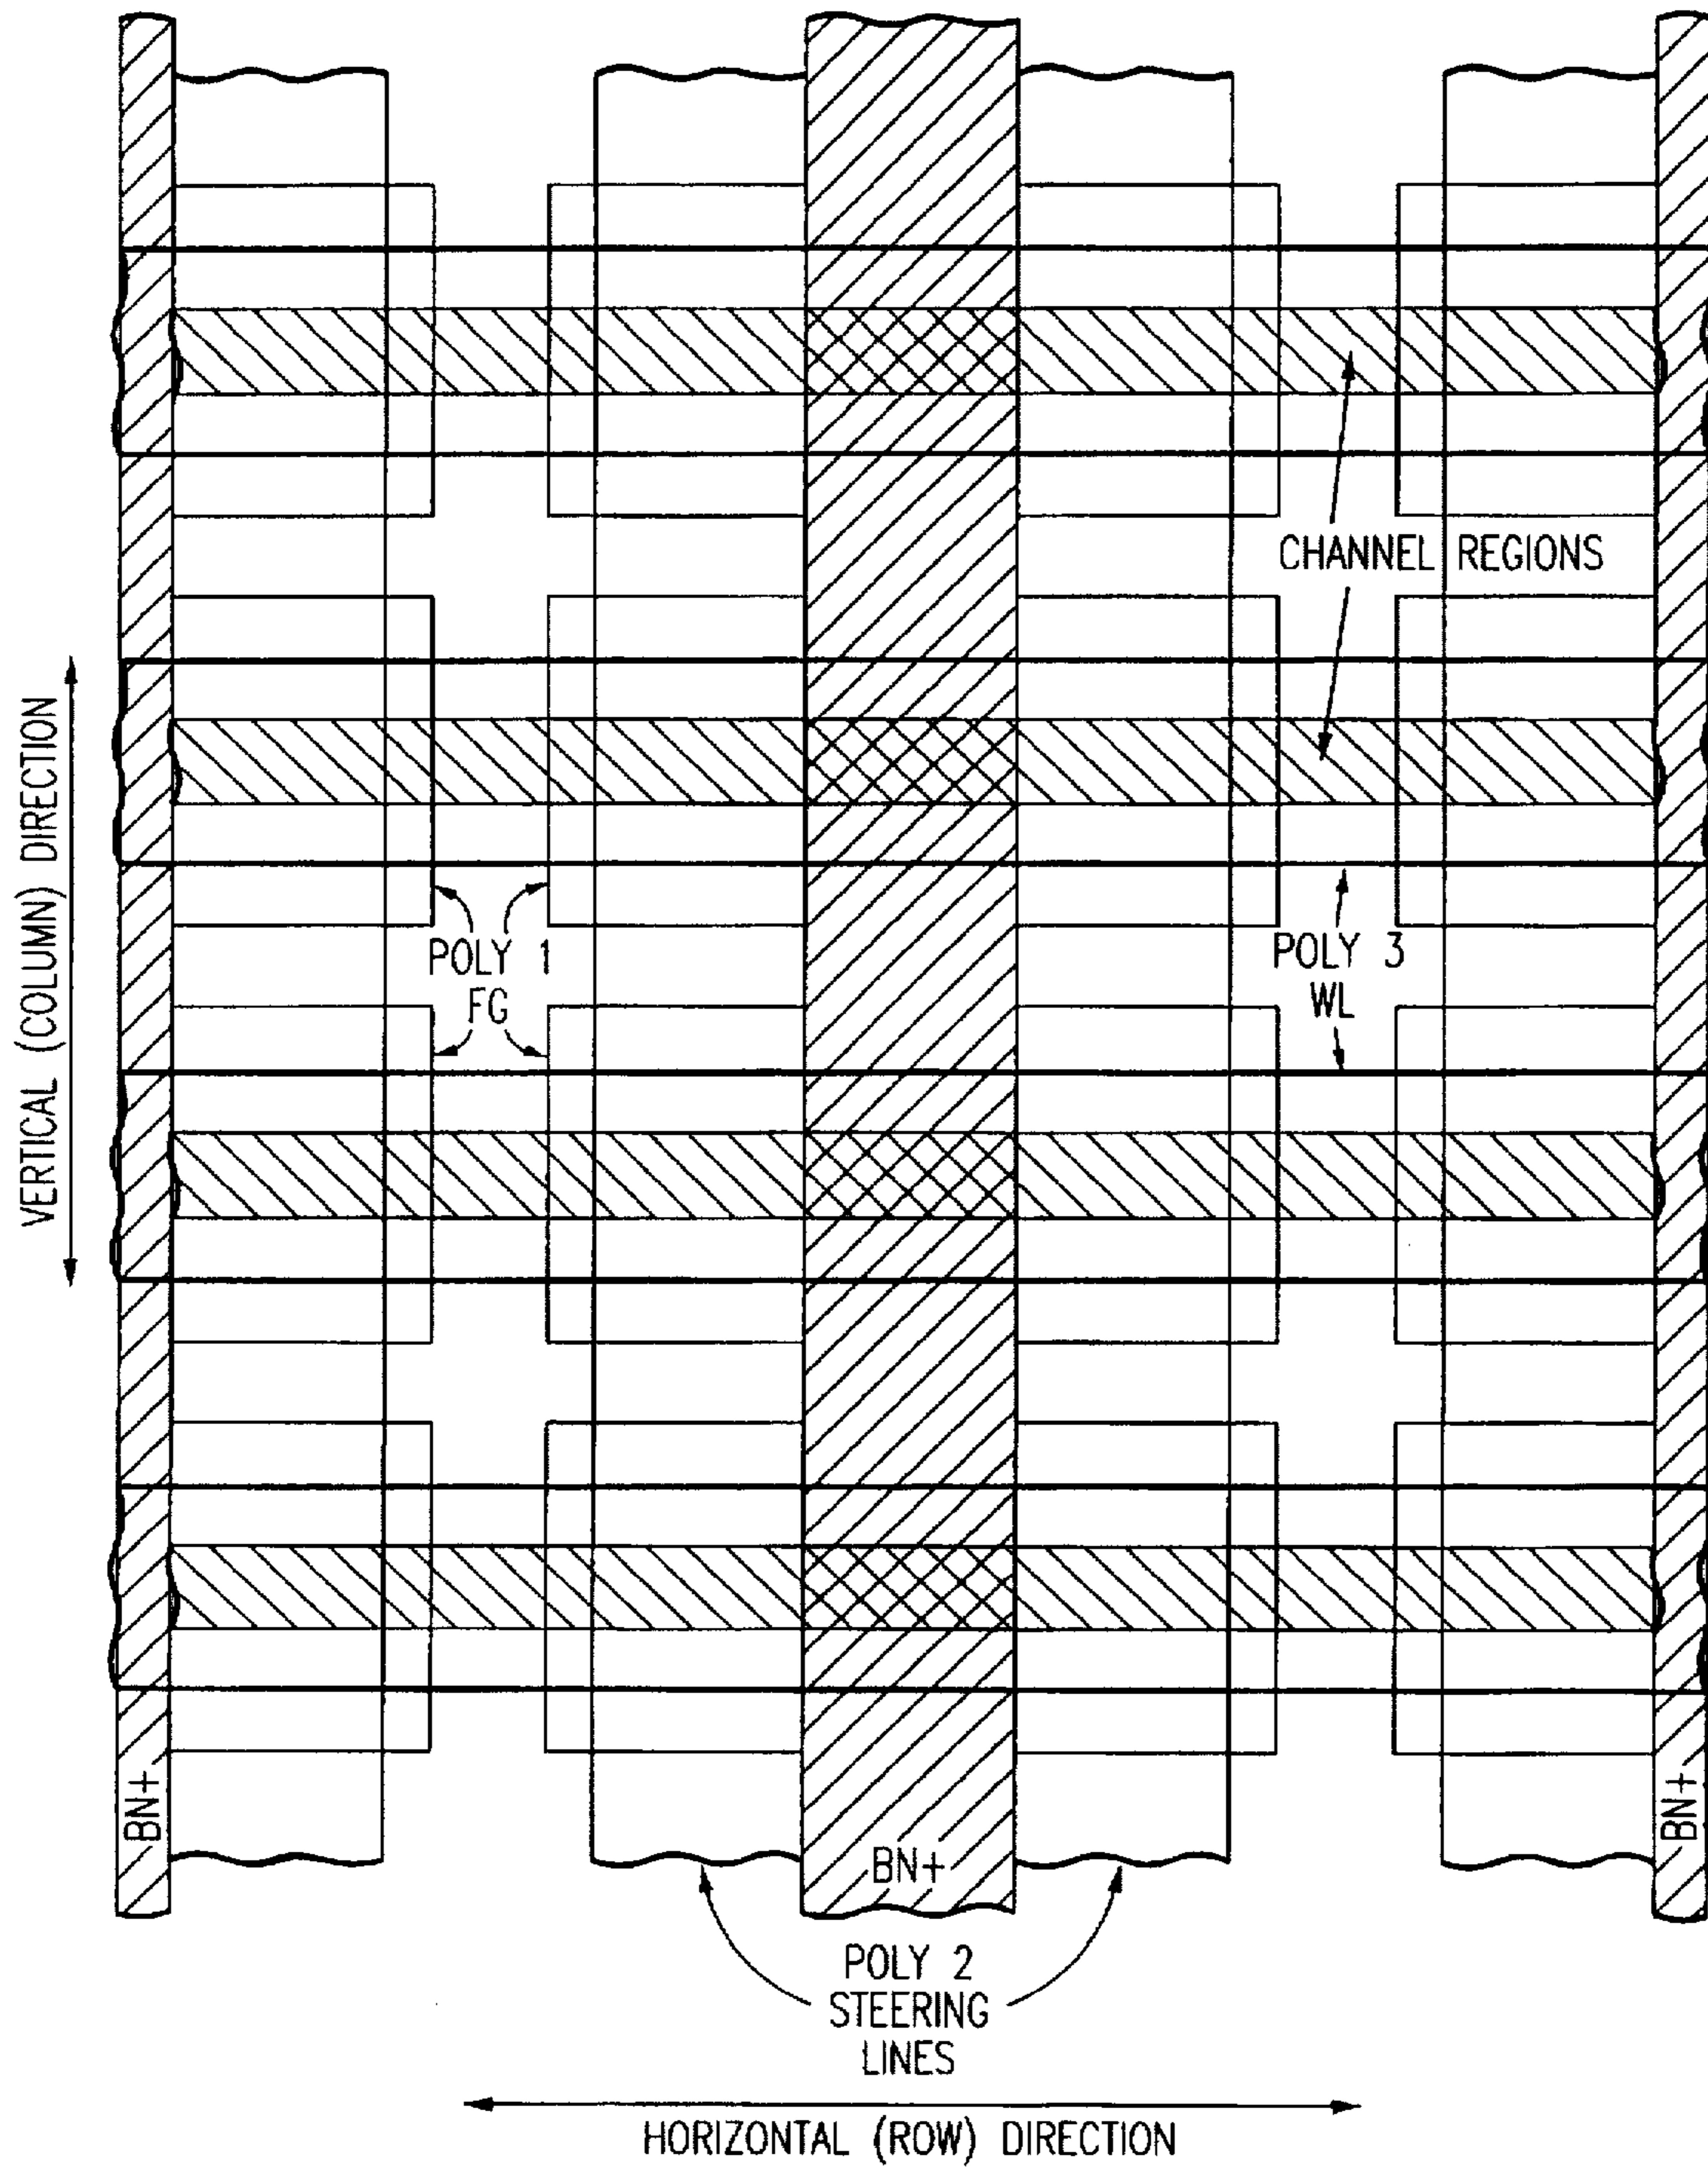 CHANNEL REGIONS
VERTICAL (COLUMN) DIRECTION
POLY 1
FG
POLY 3
WL
BN+
BN+
BN+
POLY 2
STEERING
LINES
HORIZONTAL (ROW) DIRECTION